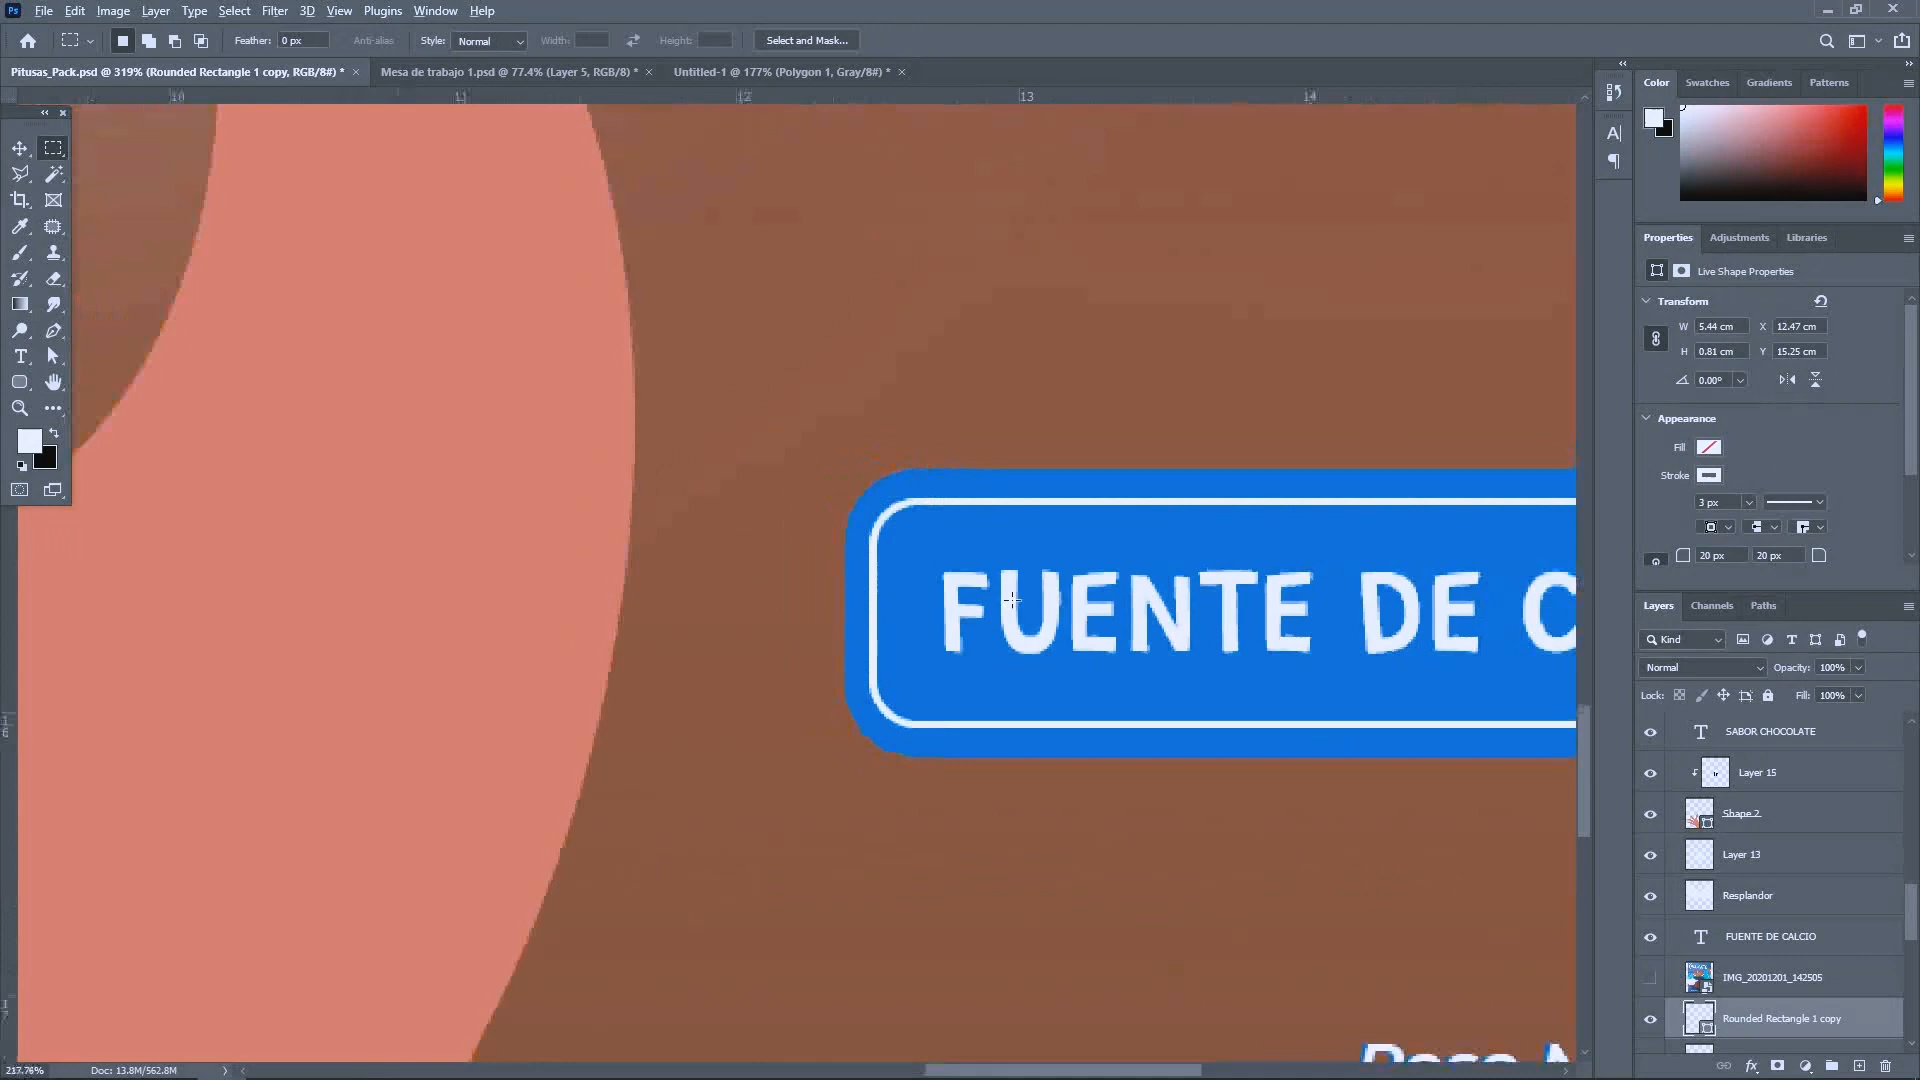 Ps File Edit Image Layer Type Select Filter 3D View Plugins Window Help
Feather: 0 px Anti-alias Style: Normal Width: Height: Select and Mask...
Pitusas_Pack.psd @ 319% (Rounded Rectangle 1 copy, RGB/8#) * × Mesa de trabajo 1.psd @ 77.4% (Layer 5, RGB/8) * × Untitled-1 @ 177% (Polygon 1, Gray/8#) * ×
10 11 12 13 14
Color Swatches Gradients Patterns
Properties Adjustments Libraries
Live Shape Properties
Transform
W 5.44 cm X 12.47 cm
H 0.81 cm Y 15.25 cm
0.00°
Appearance
Fill
Stroke
3 px
20 px 20 px
FUENTE DE C
Layers Channels Paths
Kind
Normal Opacity: 100%
Lock: Fill: 100%
SABOR CHOCOLATE
Layer 15
Shape 2
Layer 13
Resplandor
FUENTE DE CALCIO
IMG_20201201_142505
Rounded Rectangle 1 copy
217.76% Doc: 13.8M/562.8M